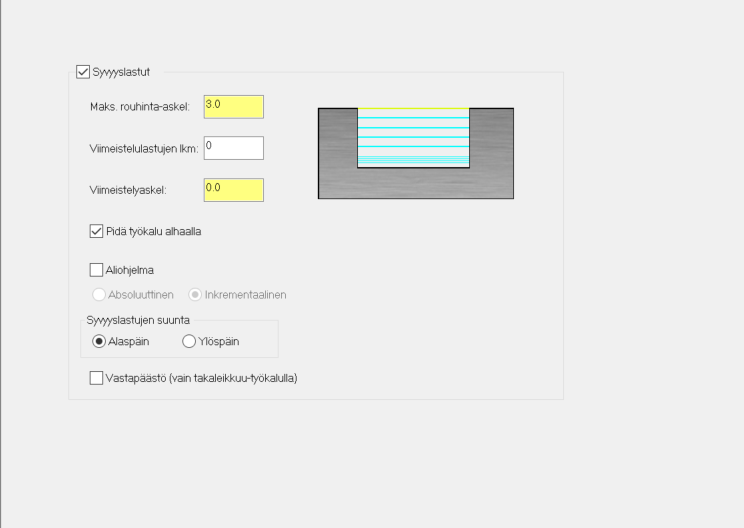 Syvyyslastut
Maks. rouhinta-askel: 3.0
Viimeistelulastujen lkm: 0
Viimeistelyaskel: 0.0
Pidä työkalu alhaalla
Aliohjelma
Absoluuttinen Inkrementaalinen
Syvyyslastujen suunta
Alaspäin Ylöspäin
Vastapäästö (vain takaleikkuu-työkalulla)